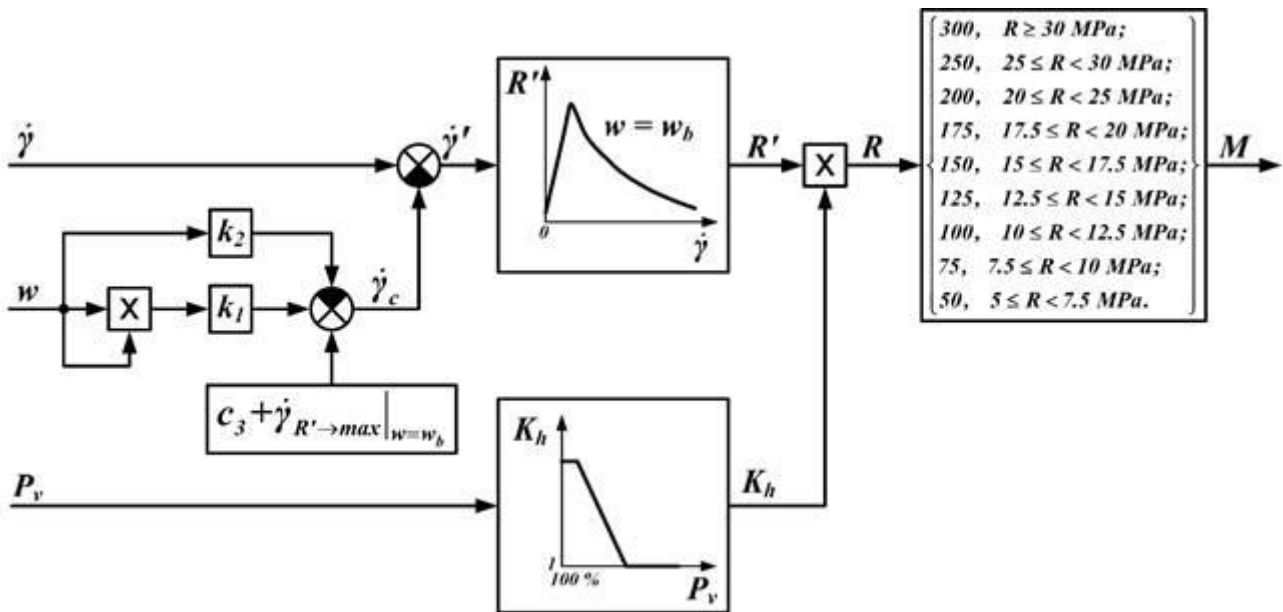 γ̇
w
k₂
X
k₁
γ̇c
c₃ + γ̇R'→max|w=wb
Pv
γ̇'
R'
w = wb
0
γ̇
Kh
1
100 %
Pv
R'
X
R
Kh
300, R ≥ 30 MPa;
250, 25 ≤ R < 30 MPa;
200, 20 ≤ R < 25 MPa;
175, 17.5 ≤ R < 20 MPa;
150, 15 ≤ R < 17.5 MPa;
125, 12.5 ≤ R < 15 MPa;
100, 10 ≤ R < 12.5 MPa;
75, 7.5 ≤ R < 10 MPa;
50, 5 ≤ R < 7.5 MPa.
M